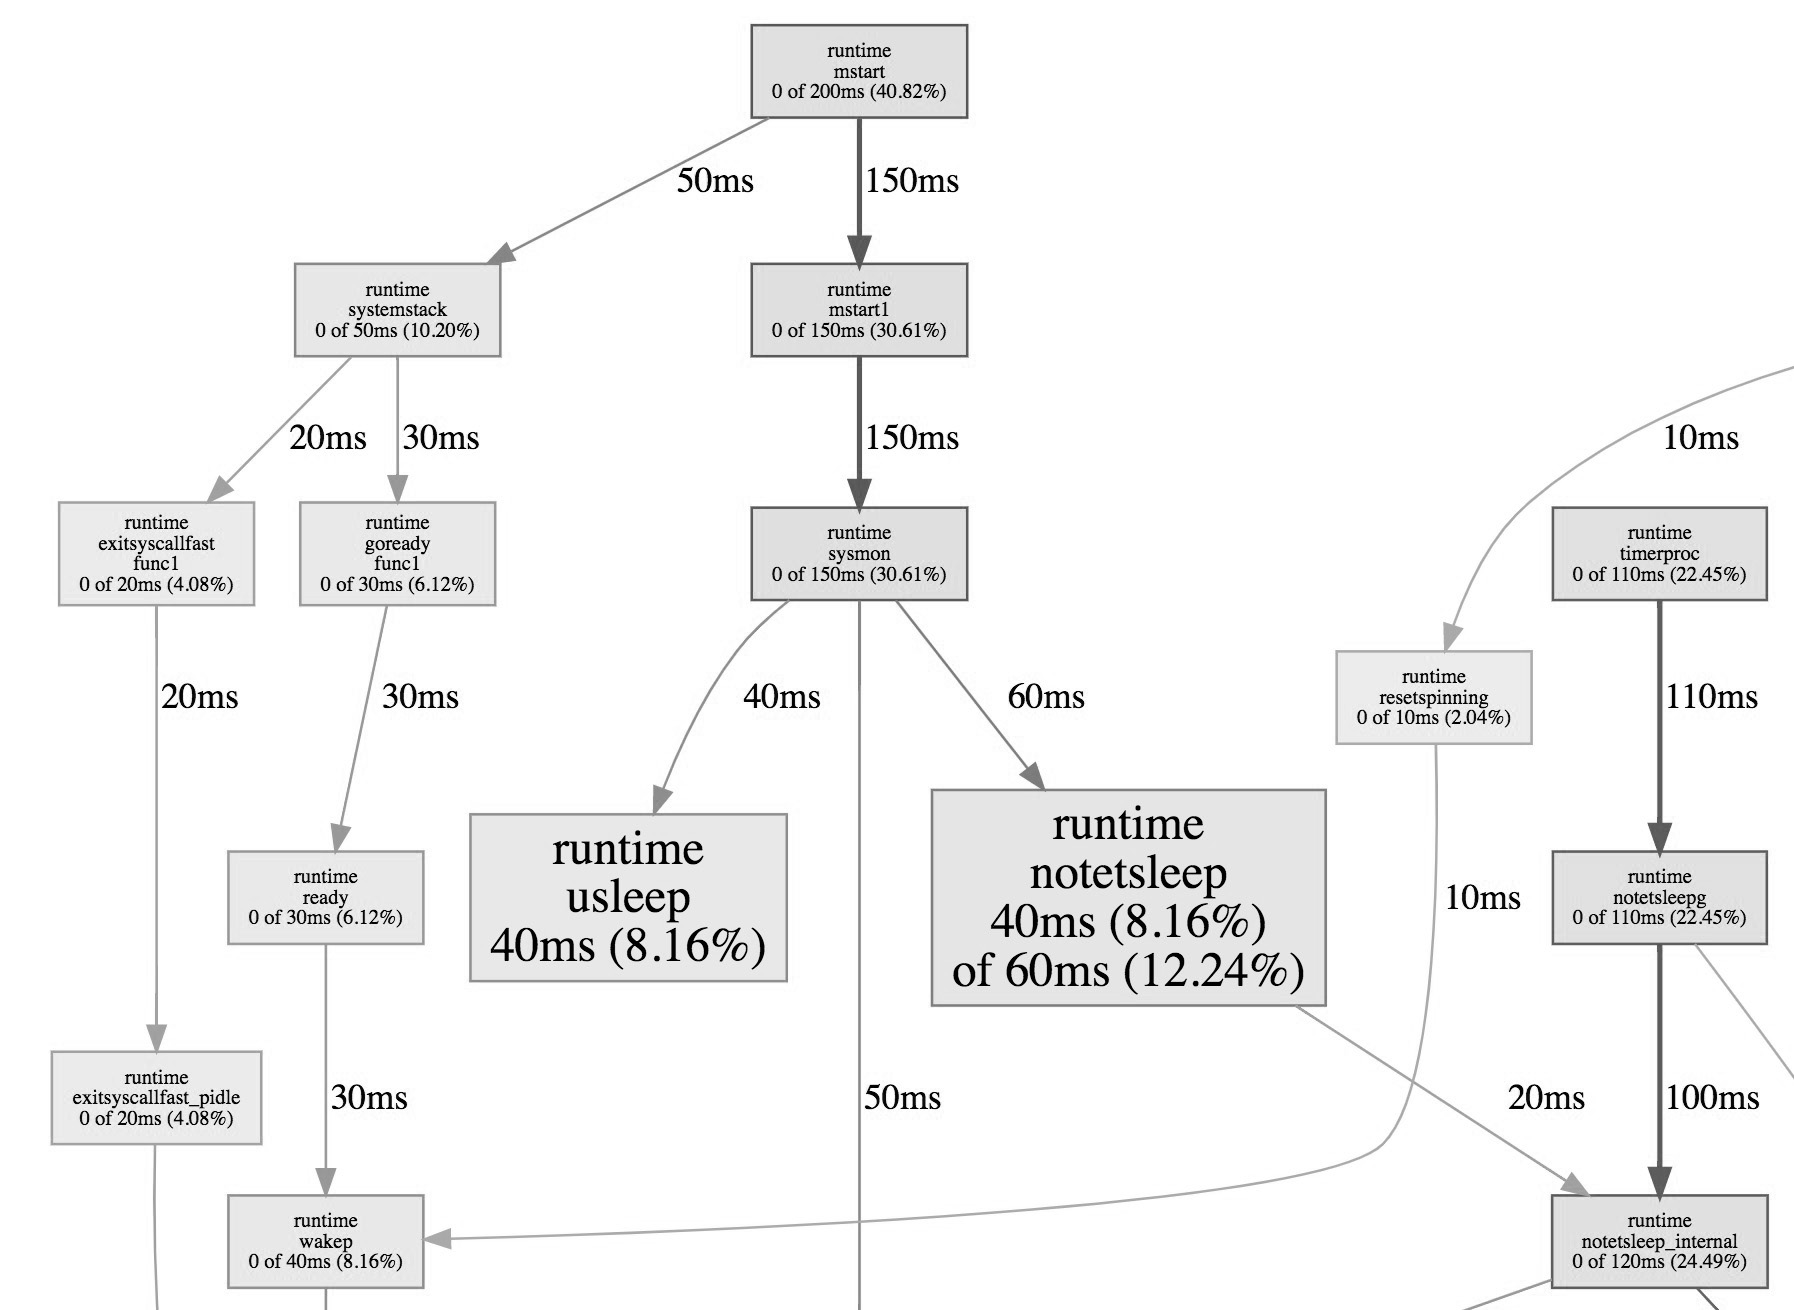 runtime
mstart
0 of 200ms (40.82%)
50ms
150ms
runtime
systemstack
0 of 50ms (10.20%)
runtime
mstart1
0 of 150ms (30.61%)
20ms
30ms
150ms
10ms
runtime
exitsyscallfast
func1
0 of 20ms (4.08%)
runtime
goready
func1
0 of 30ms (6.12%)
runtime
sysmon
0 of 150ms (30.61%)
runtime
timerproc
0 of 110ms (22.45%)
20ms
30ms
40ms
60ms
runtime
resetspinning
0 of 10ms (2.04%)
110ms
runtime
ready
0 of 30ms (6.12%)
runtime
usleep
40ms (8.16%)
runtime
notetsleep
40ms (8.16%)
of 60ms (12.24%)
10ms
runtime
notetsleepg
0 of 110ms (22.45%)
runtime
exitsyscallfast_pidle
0 of 20ms (4.08%)
30ms
50ms
20ms
100ms
runtime
wakep
0 of 40ms (8.16%)
runtime
notetsleep_internal
0 of 120ms (24.49%)